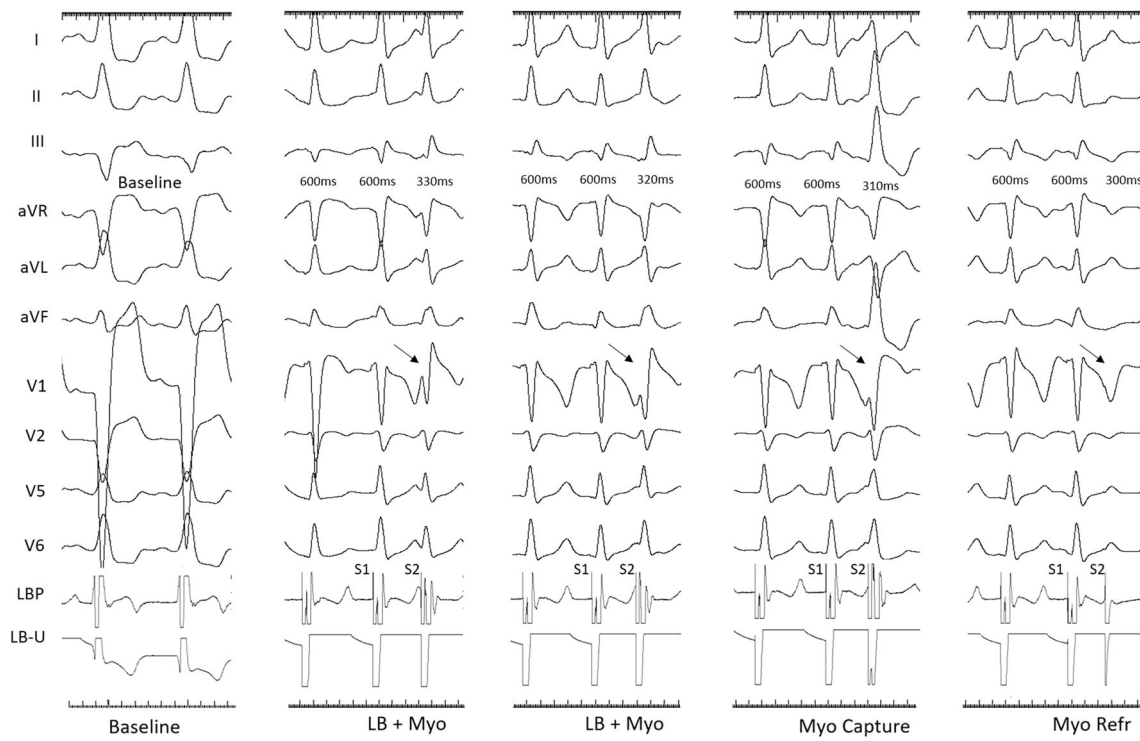 I
II
III
Baseline 600ms 600ms 330ms 600ms 600ms 320ms 600ms 600ms 310ms 600ms 600ms 300ms
aVR
aVL
aVF
V1
V2
V5
V6
S1 S2 S1 S2 S1 S2 S1 S2
LBP
LB-U
Baseline LB + Myo LB + Myo Myo Capture Myo Refr